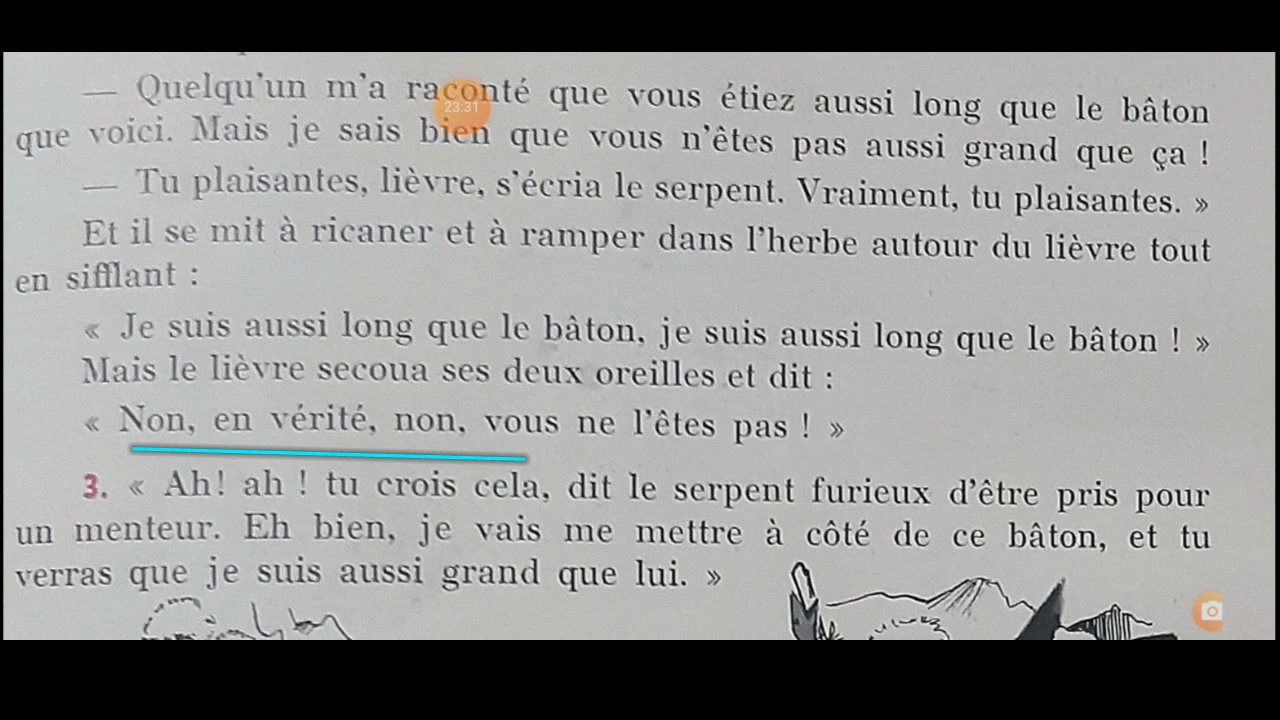 — Quelqu'un m'a raconté que vous étiez aussi long que le bâton
que voici. Mais je sais bien que vous n'êtes pas aussi grand que ça !
— Tu plaisantes, lièvre, s'écria le serpent. Vraiment, tu plaisantes. »
Et il se mit à ricaner et à ramper dans l'herbe autour du lièvre tout
en sifflant :
« Je suis aussi long que le bâton, je suis aussi long que le bâton ! »
Mais le lièvre secoua ses deux oreilles et dit :
« Non, en vérité, non, vous ne l'êtes pas ! »
3. « Ah! ah ! tu crois cela, dit le serpent furieux d'être pris pour
un menteur. Eh bien, je vais me mettre à côté de ce bâton, et tu
verras que je suis aussi grand que lui. »
23:31